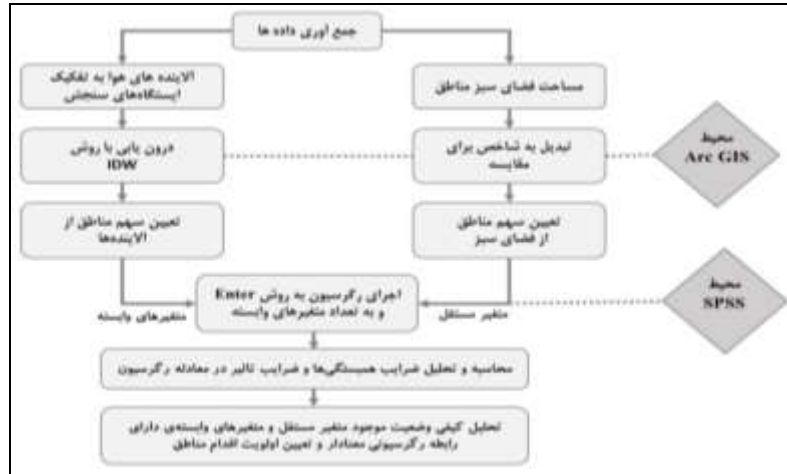 جمع آوری داده ها
آلاینده های هوا به تفکیک
ایستگاه‌های سنجش
مساحت فضای سبز مناطق
درون یابی با روش
IDW
تبدیل به شاخص برای
مقایسه
محیط
Arc GIS
تعیین سهم مناطق از
آلاینده‌ها
تعیین سهم مناطق
از فضای سبز
متغیرهای وابسته
اجرای رگرسیون به روش Enter
و به تعداد متغیرهای وابسته
متغیر مستقل
محیط
SPSS
محاسبه و تحلیل ضرایب همبستگی‌ها و ضرایب تاثیر در معادله رگرسیون
تحلیل کیفی وضعیت موجود متغیر مستقل و متغیرهای وابسته‌ی دارای
رابطه رگرسیونی معنادار و تعیین اولویت اقدام مناطق